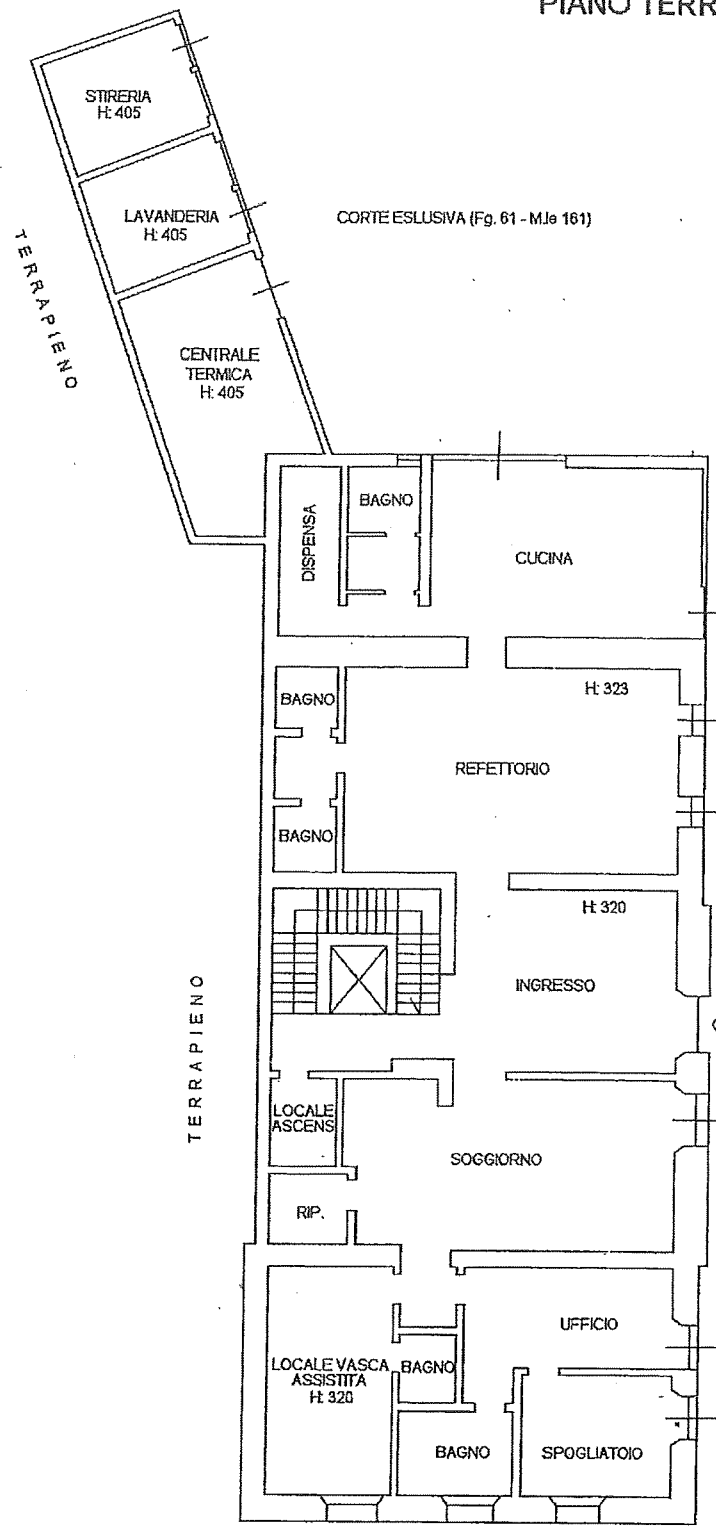 PIANO TERR
STIRERIA
H: 405
LAVANDERIA
H: 405
CORTE ESLUSIVA (Fg. 61 - M.le 161)
TERRAPIENO
CENTRALE
TERMICA
H: 405
DISPENSA
BAGNO
CUCINA
BAGNO
H: 323
REFETTORIO
BAGNO
H: 320
INGRESSO
TERRAPIENO
LOCALE
ASCENS
SOGGIORNO
RIP.
UFFICIO
LOCALE VASCA
ASSISTITA
H: 320
BAGNO
BAGNO
SPOGLIATOIO